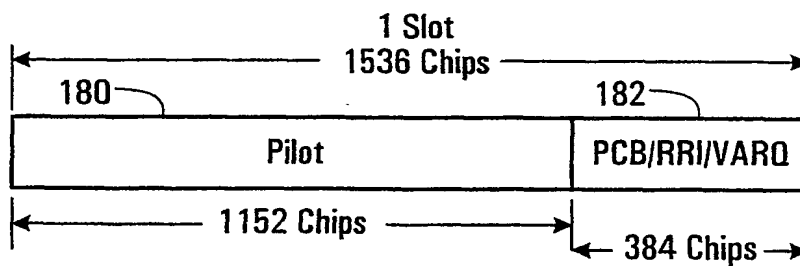 1 Slot
1536 Chips
180
182
Pilot
PCB/RRI/VARQ
1152 Chips
384 Chips